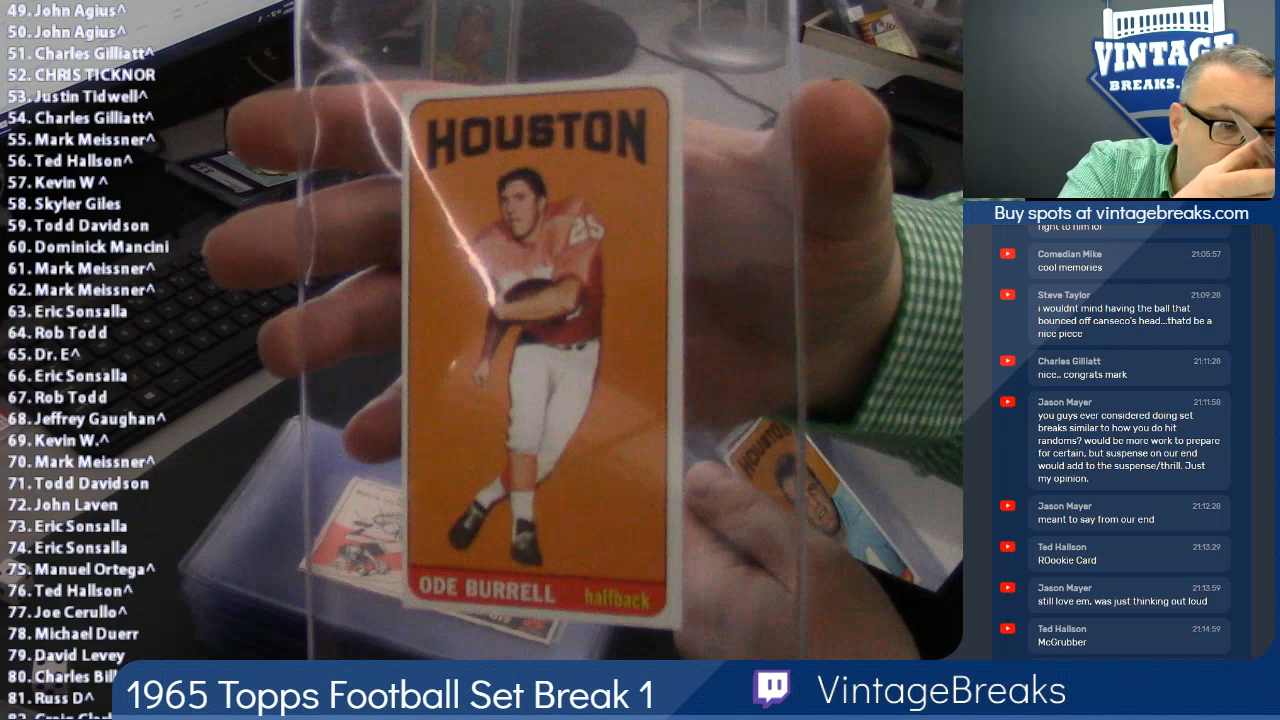 49. John Agius^
50. John Agius^
51. Charles Gilliatt^
52. CHRIS TICKNOR
53. Justin Tidwell^
54. Charles Gilliatt^
55. Mark Meissner^
56. Ted Hallson^
57. Kevin W ^
58. Skyler Giles
59. Todd Davidson
60. Dominick Mancini
61. Mark Meissner^
62. Mark Meissner^
63. Eric Sonsalla
64. Rob Todd
65. Dr. E^
66. Eric Sonsalla
67. Rob Todd
68. Jeffrey Gaughan^
69. Kevin W.^
70. Mark Meissner^
71. Todd Davidson
72. John Laven
73. Eric Sonsalla
74. Eric Sonsalla
75. Manuel Ortega^
76. Ted Hallson^
77. Joe Cerullo^
78. Michael Duerr
79. David Levey
80. Charles Bill
81. Russ D^
HOUSTON
25
ODE BURRELL halfback
HOUSTON
VINTAGE
BREAKS.
Buy spots at vintagebreaks.com
right to him lol
Comedian Mike 21:05:57
cool memories
Steve Taylor 21:09:28
i wouldnt mind having the ball that
bounced off canseco's head...thatd be a
nice piece
Charles Gilliatt 21:11:28
nice.. congrats mark
Jason Mayer 21:11:58
you guys ever considered doing set
breaks similar to how you do hit
randoms? would be more work to prepare
for certain, but suspense on our end
would add to the suspense/thrill. Just
my opinion.
Jason Mayer 21:12:28
meant to say from our end
Ted Hallson 21:13:29
ROokie Card
Jason Mayer 21:13:59
still love em, was just thinking out loud
Ted Hallson 21:14:59
McGrubber
1965 Topps Football Set Break 1
VintageBreaks